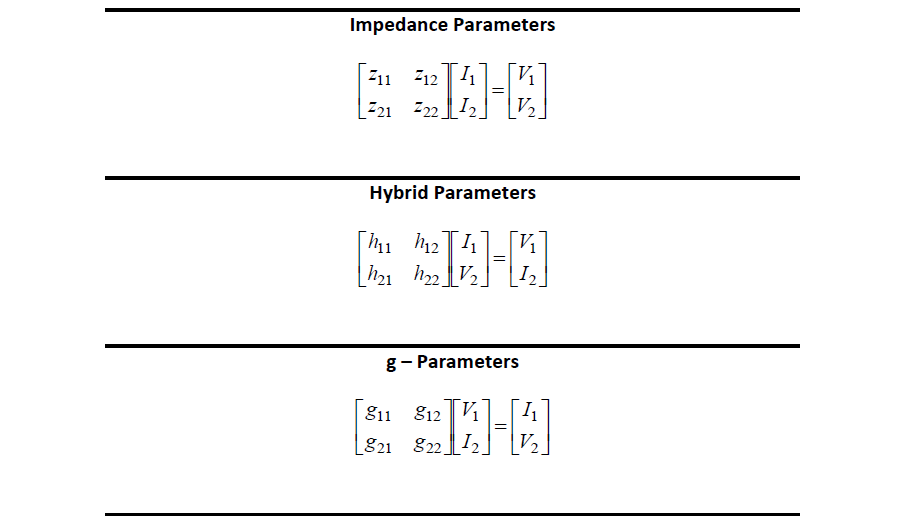 Impedance Parameters
[z11 z12; z21 z22] [I1; I2] = [V1; V2]
Hybrid Parameters
[h11 h12; h21 h22] [I1; V2] = [V1; I2]
g – Parameters
[g11 g12; g21 g22] [V1; I2] = [I1; V2]